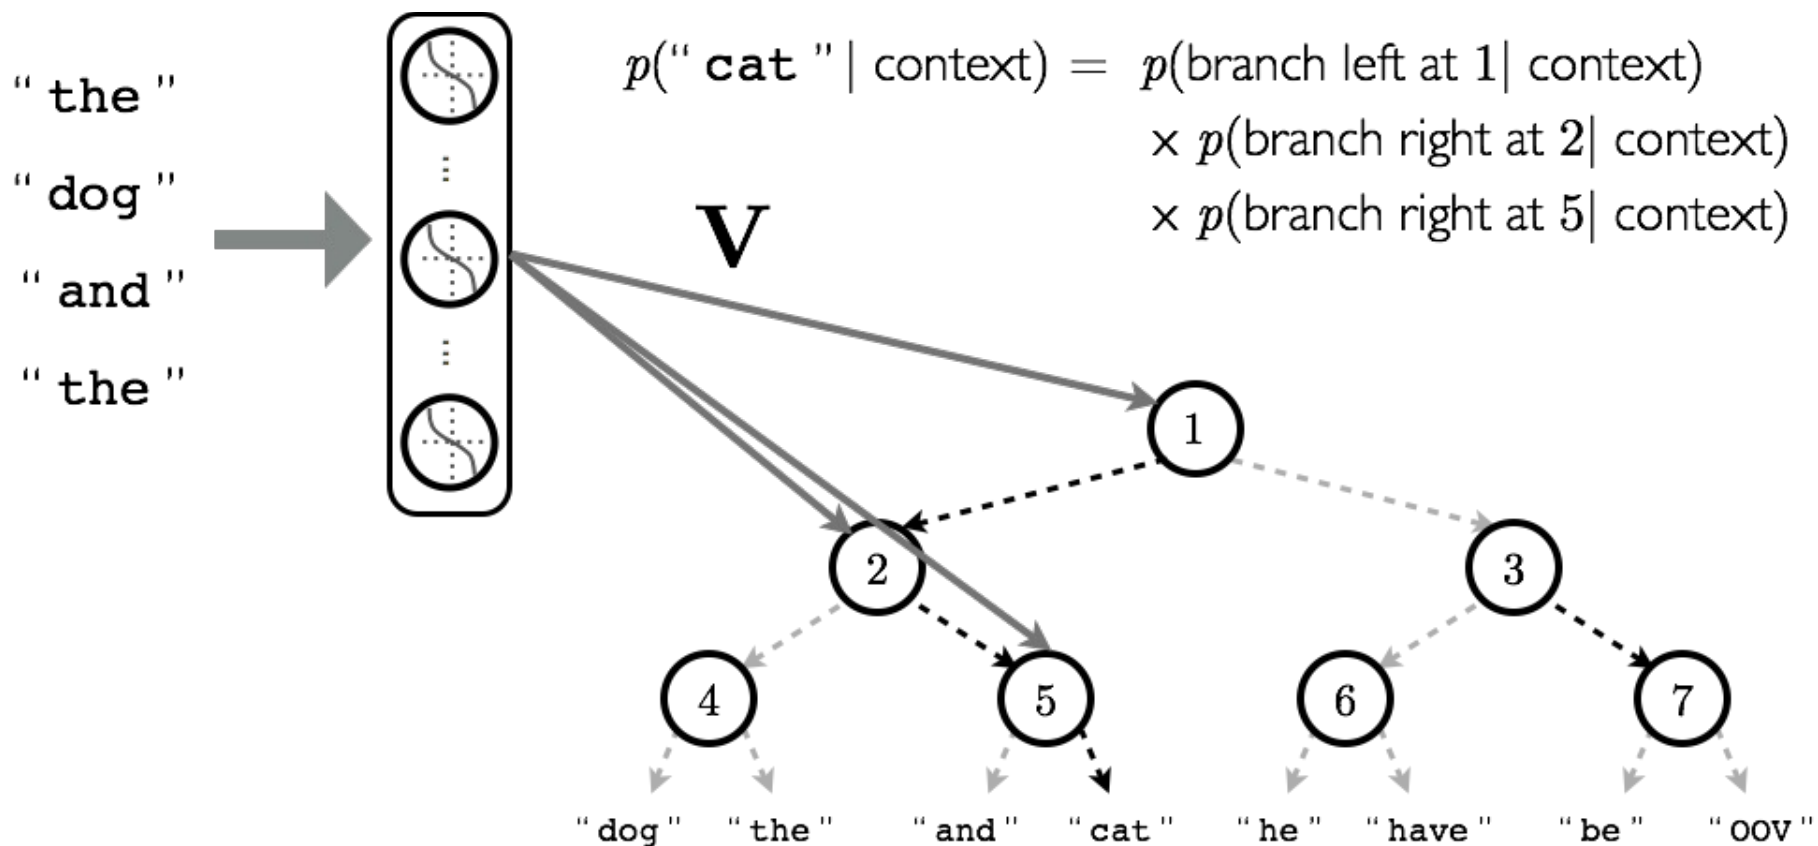 p(“cat”| context) = p(branch left at 1| context)
× p(branch right at 2| context)
× p(branch right at 5| context)
“the”
“dog”
“and”
“the”
...
...
V
1
2
3
4
5
6
7
“dog” “the” “and” “cat” “he” “have” “be” “OOV”